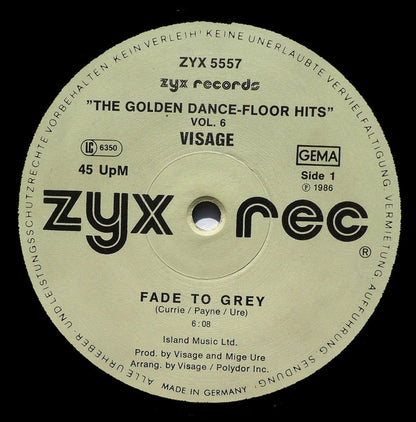 ALLE URHEBER- UND LEISTUNGSSCHUTZRECHTE VORBEHALTEN KEIN VERLEIH! KEINE UNERLAUBTE VERVIELFÄLTIGUNG, VERMIETUNG, AUFFÜHRUNG, SENDUNG!
ZYX 5557
zyx records
"THE GOLDEN DANCE-FLOOR HITS"
VOL. 6
VISAGE
LC 6350
GEMA
45 UpM
Side 1
Ⓟ 1986
zyx rec ®
FADE TO GREY
(Currie / Payne / Ure)
6:08
Island Music Ltd.
Prod. by Visage and Mige Ure
Arrang. by Visage / Polydor Inc.
MADE IN GERMANY